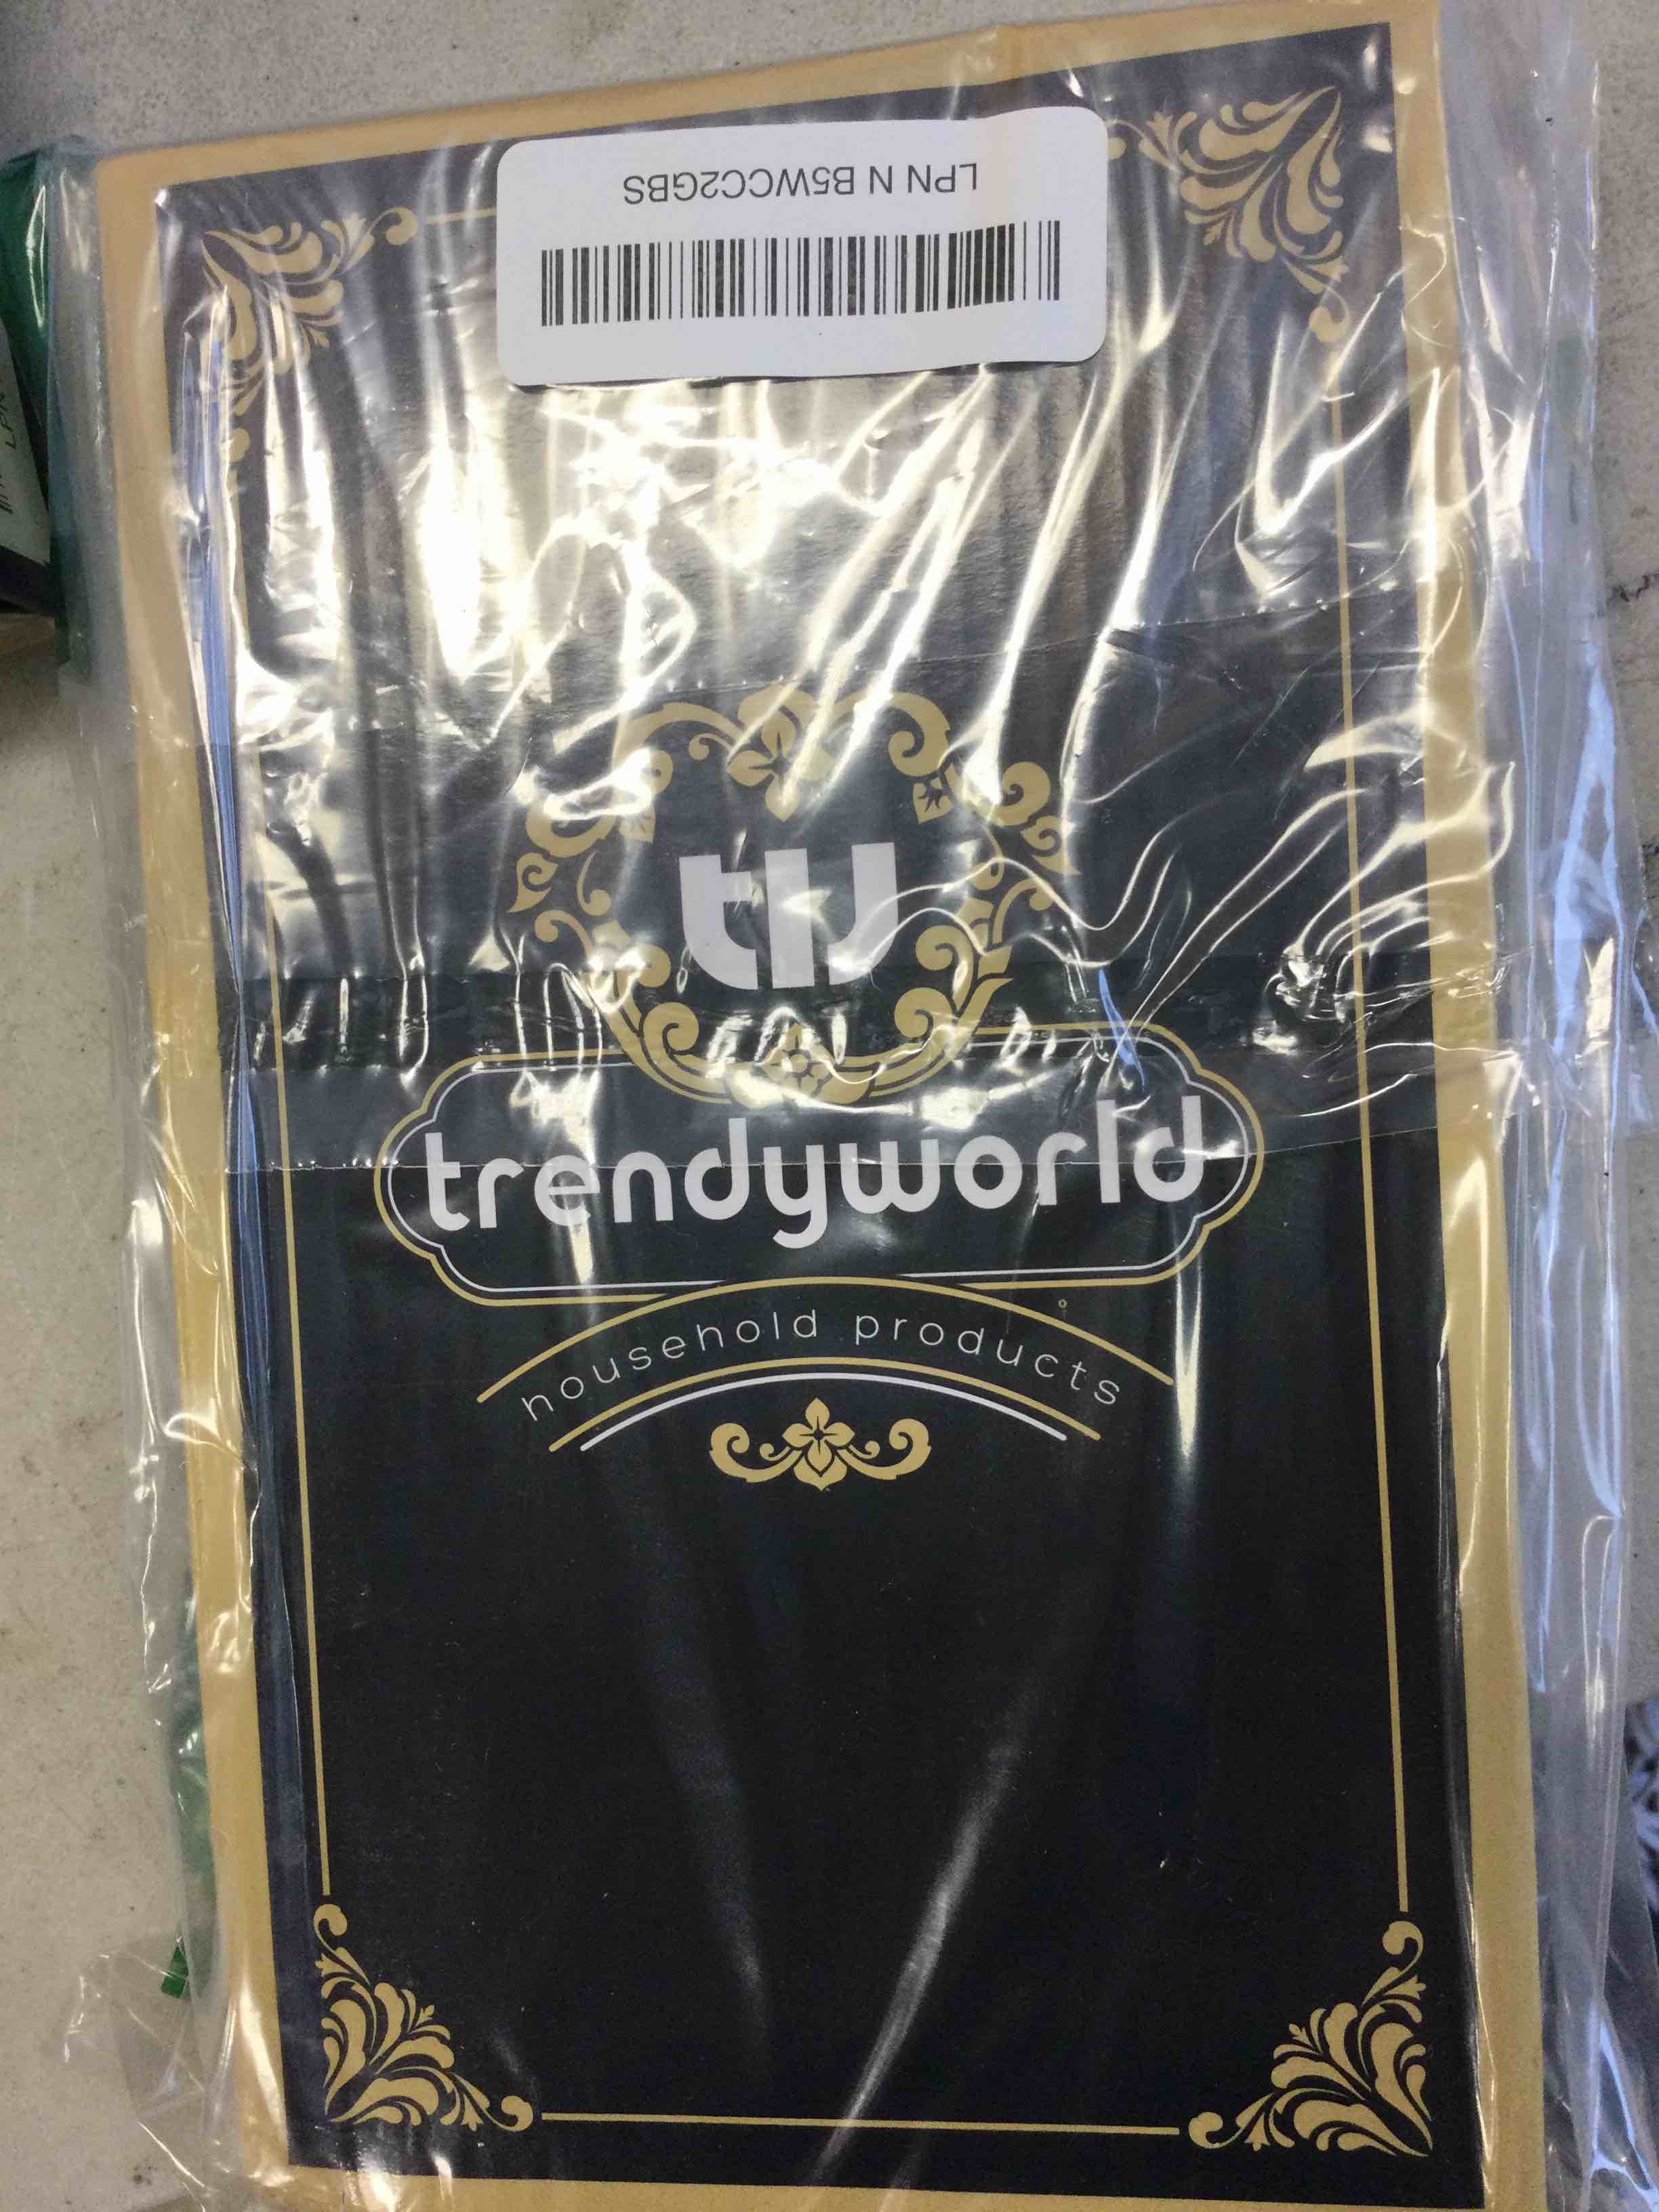 LPN N B5WCC2GBS
tw
trendyworld
household products